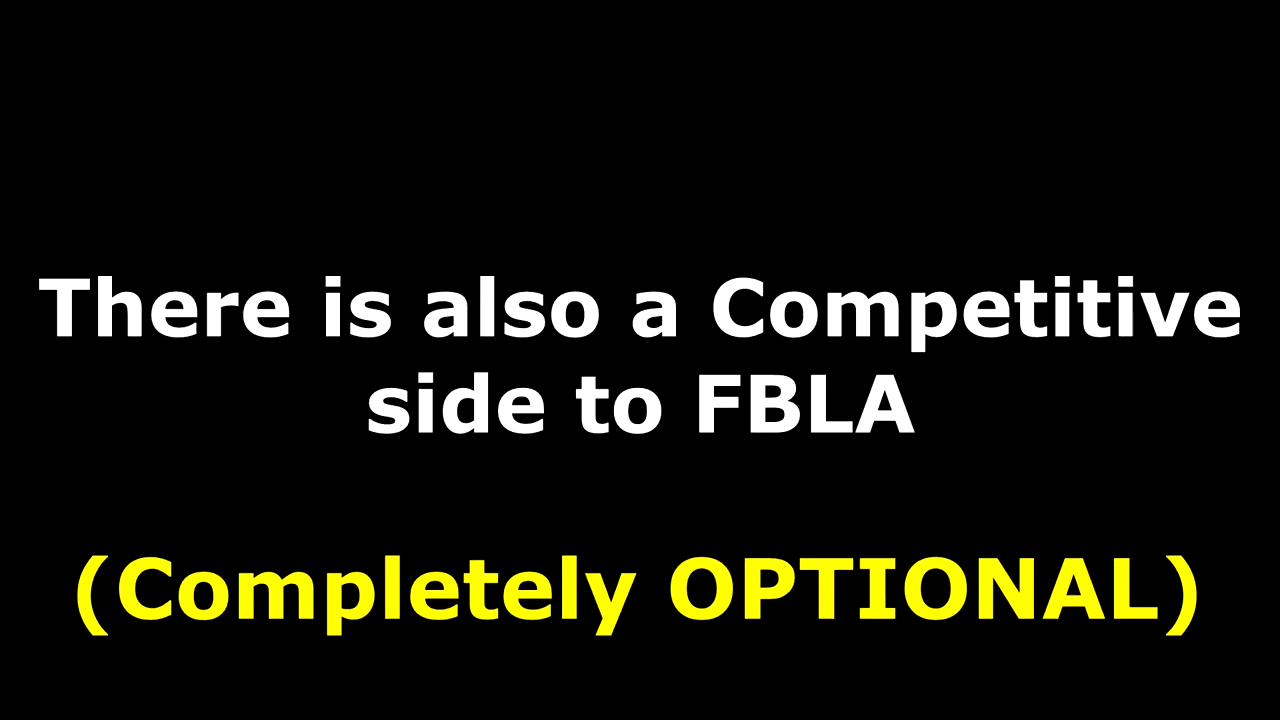 There is also a Competitive
side to FBLA
(Completely OPTIONAL)